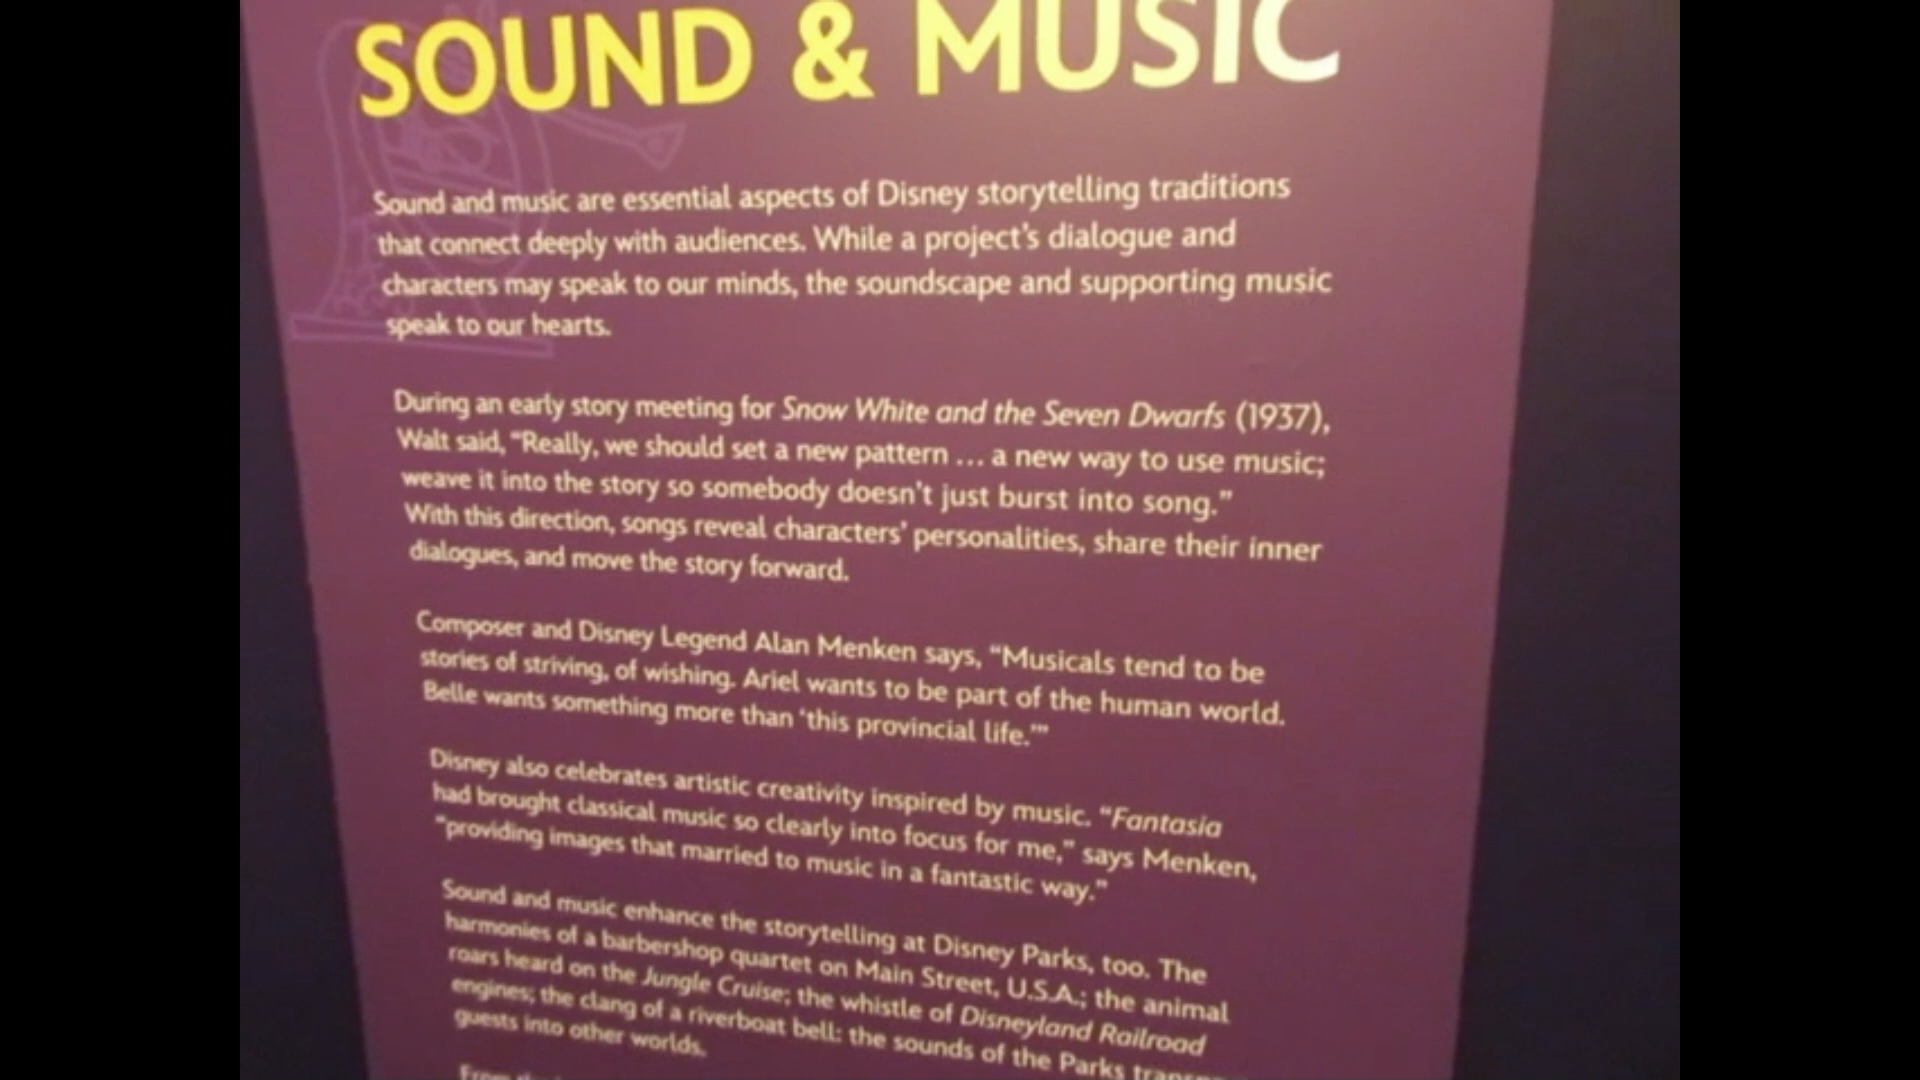 SOUND & MUSIC
Sound and music are essential aspects of Disney storytelling traditions
that connect deeply with audiences. While a project's dialogue and
characters may speak to our minds, the soundscape and supporting music
speak to our hearts.
During an early story meeting for Snow White and the Seven Dwarfs (1937),
Walt said, “Really, we should set a new pattern ... a new way to use music;
weave it into the story so somebody doesn't just burst into song.”
With this direction, songs reveal characters' personalities, share their inner
dialogues, and move the story forward.
Composer and Disney Legend Alan Menken says, “Musicals tend to be
stories of striving, of wishing. Ariel wants to be part of the human world.
Belle wants something more than ‘this provincial life.’”
Disney also celebrates artistic creativity inspired by music. “Fantasia
had brought classical music so clearly into focus for me,” says Menken,
“providing images that married to music in a fantastic way.”
Sound and music enhance the storytelling at Disney Parks, too. The
harmonies of a barbershop quartet on Main Street, U.S.A.; the animal
roars heard on the Jungle Cruise; the whistle of Disneyland Railroad
engines; the clang of a riverboat bell: the sounds of the Parks
guests into other worlds.